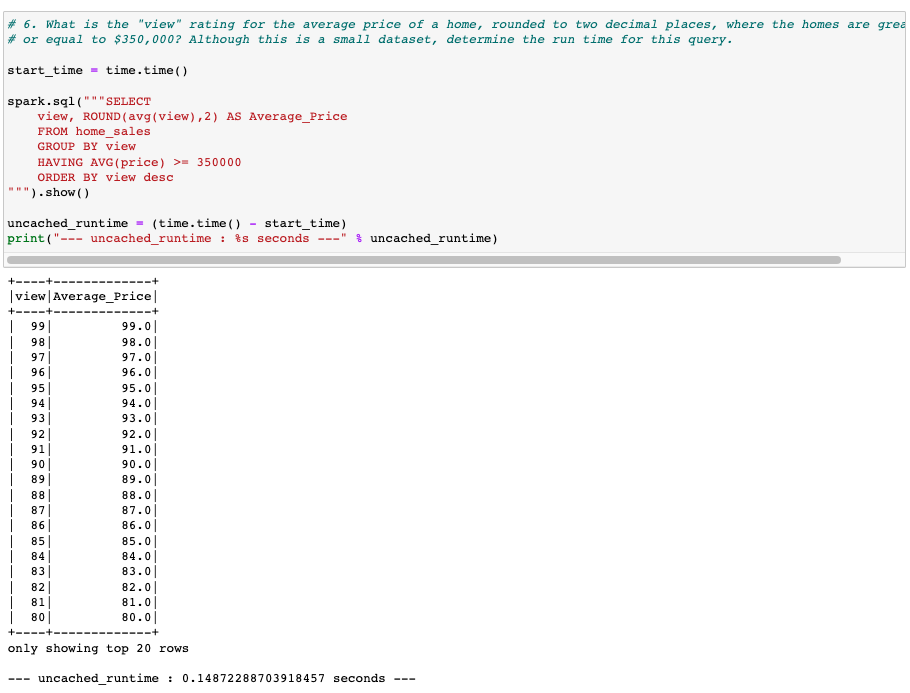 # 6. What is the "view" rating for the average price of a home, rounded to two decimal places, where the homes are grea
# or equal to $350,000? Although this is a small dataset, determine the run time for this query.
start_time = time.time()
spark.sql("""SELECT
    view, ROUND(avg(view),2) AS Average_Price
    FROM home_sales
    GROUP BY view
    HAVING AVG(price) >= 350000
    ORDER BY view desc
""").show()
uncached_runtime = (time.time() - start_time)
print("--- uncached_runtime : %s seconds ---" % uncached_runtime)
+----+-------------+
|view|Average_Price|
+----+-------------+
|  99|         99.0|
|  98|         98.0|
|  97|         97.0|
|  96|         96.0|
|  95|         95.0|
|  94|         94.0|
|  93|         93.0|
|  92|         92.0|
|  91|         91.0|
|  90|         90.0|
|  89|         89.0|
|  88|         88.0|
|  87|         87.0|
|  86|         86.0|
|  85|         85.0|
|  84|         84.0|
|  83|         83.0|
|  82|         82.0|
|  81|         81.0|
|  80|         80.0|
+----+-------------+
only showing top 20 rows
--- uncached_runtime : 0.14872288703918457 seconds ---